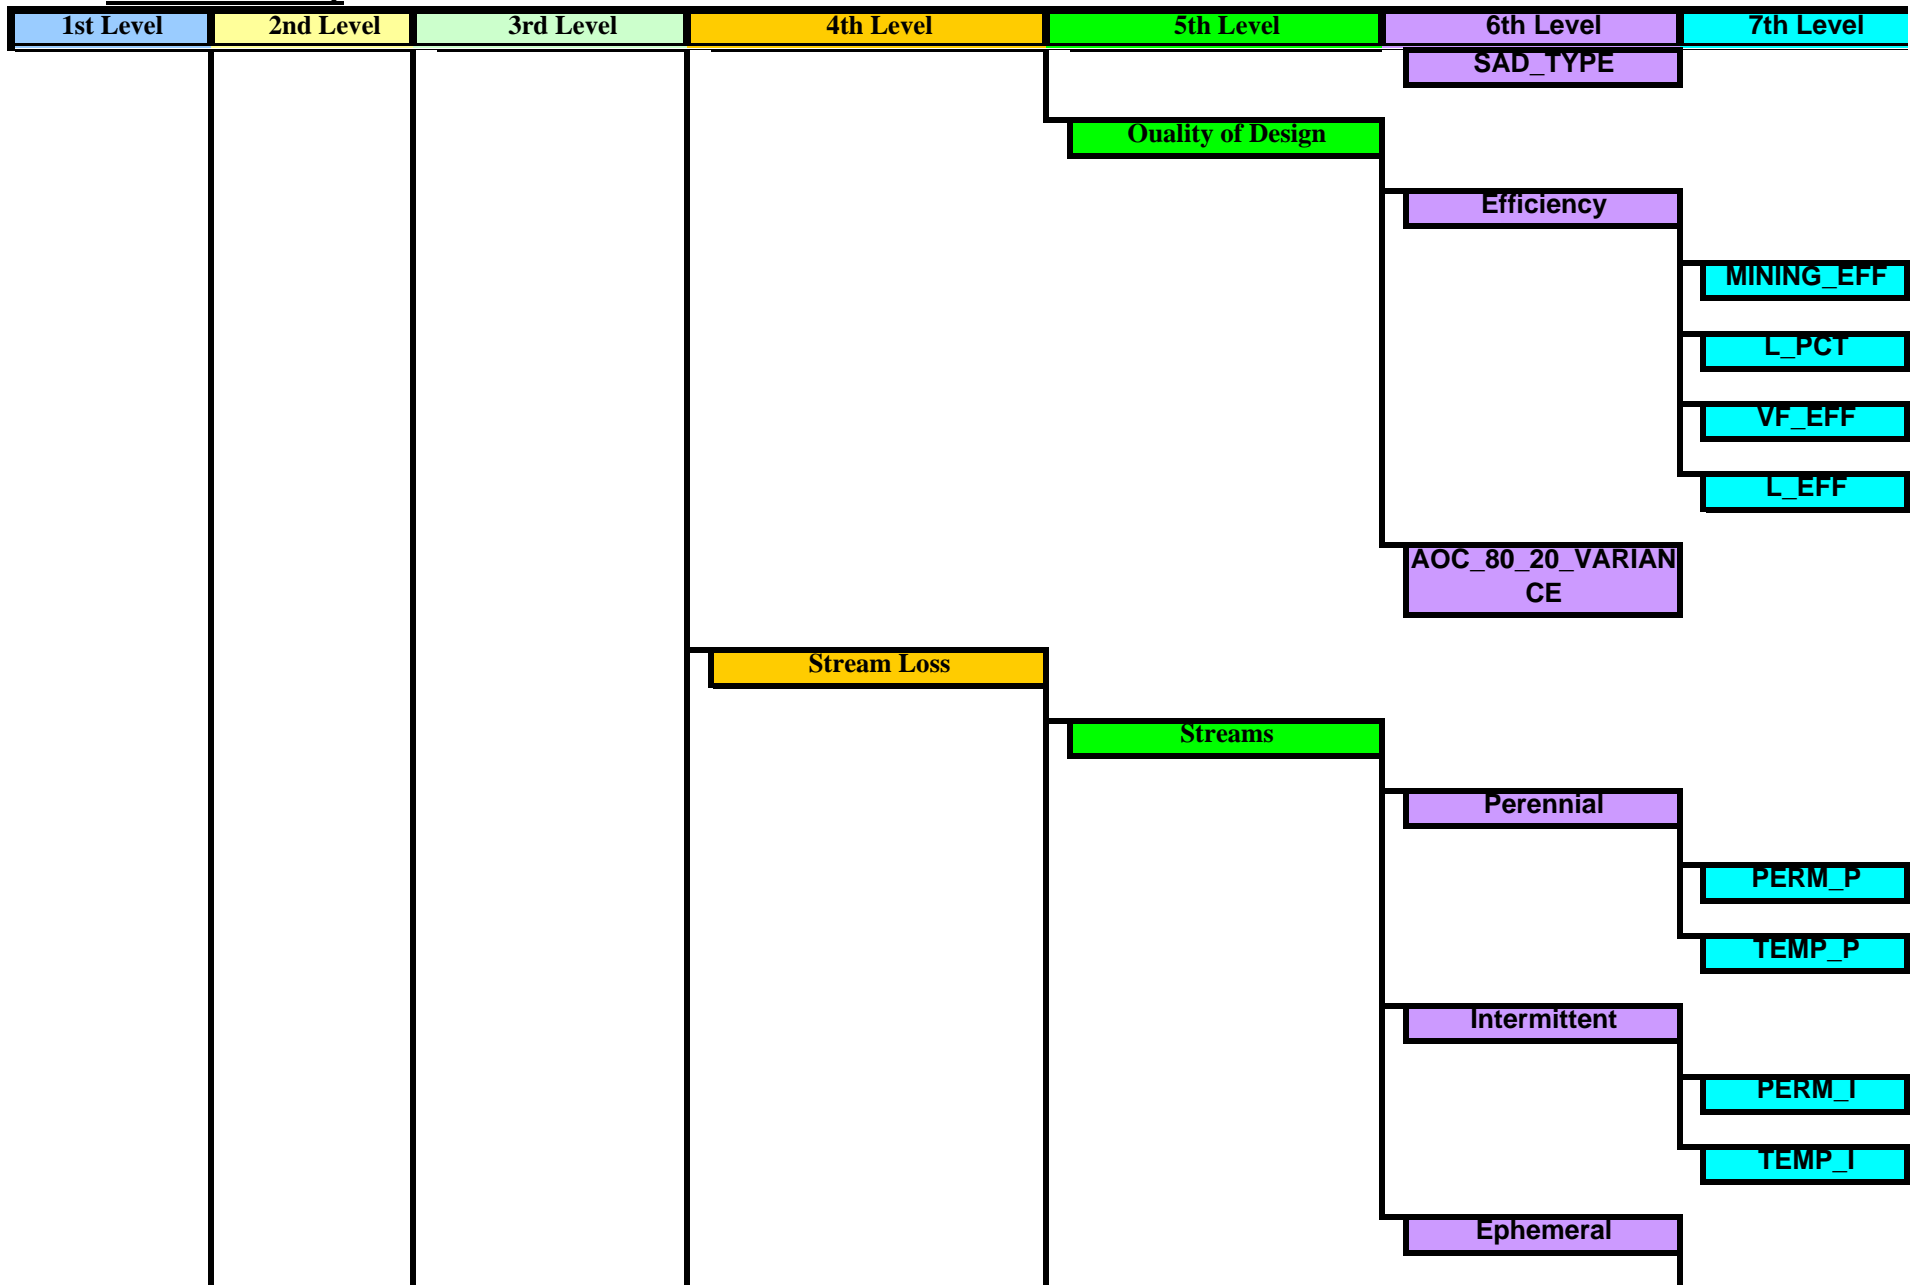 1st Level 2nd Level 3rd Level 4th Level 5th Level 6th Level 7th Level
SAD_TYPE
Quality of Design
Efficiency
MINING_EFF
L_PCT
VF_EFF
L_EFF
AOC_80_20_VARIAN
CE
Stream Loss
Streams
Perennial
PERM_P
TEMP_P
Intermittent
PERM_I
TEMP_I
Ephemeral